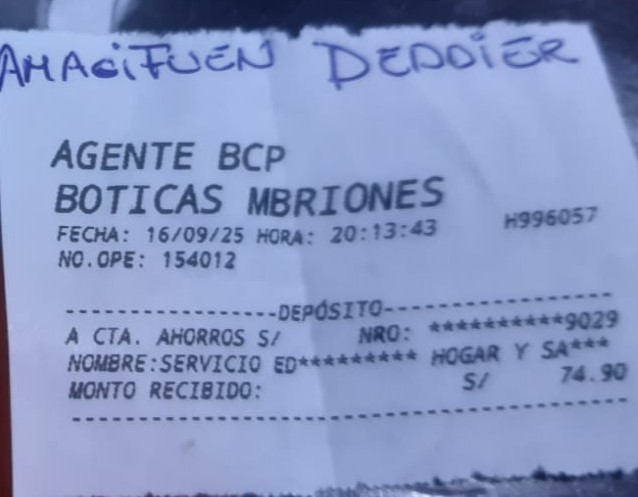 AMACIFUEN DEDDIER
AGENTE BCP
BOTICAS MBRIONES
FECHA: 16/09/25 HORA: 20:13:43 H996057
NO.OPE: 154012
-----------------DEPÓSITO------------------
A CTA. AHORROS S/ NRO: **********9029
NOMBRE:SERVICIO ED********* HOGAR Y SA***
MONTO RECIBIDO: S/ 74.90
-------------------------------------------